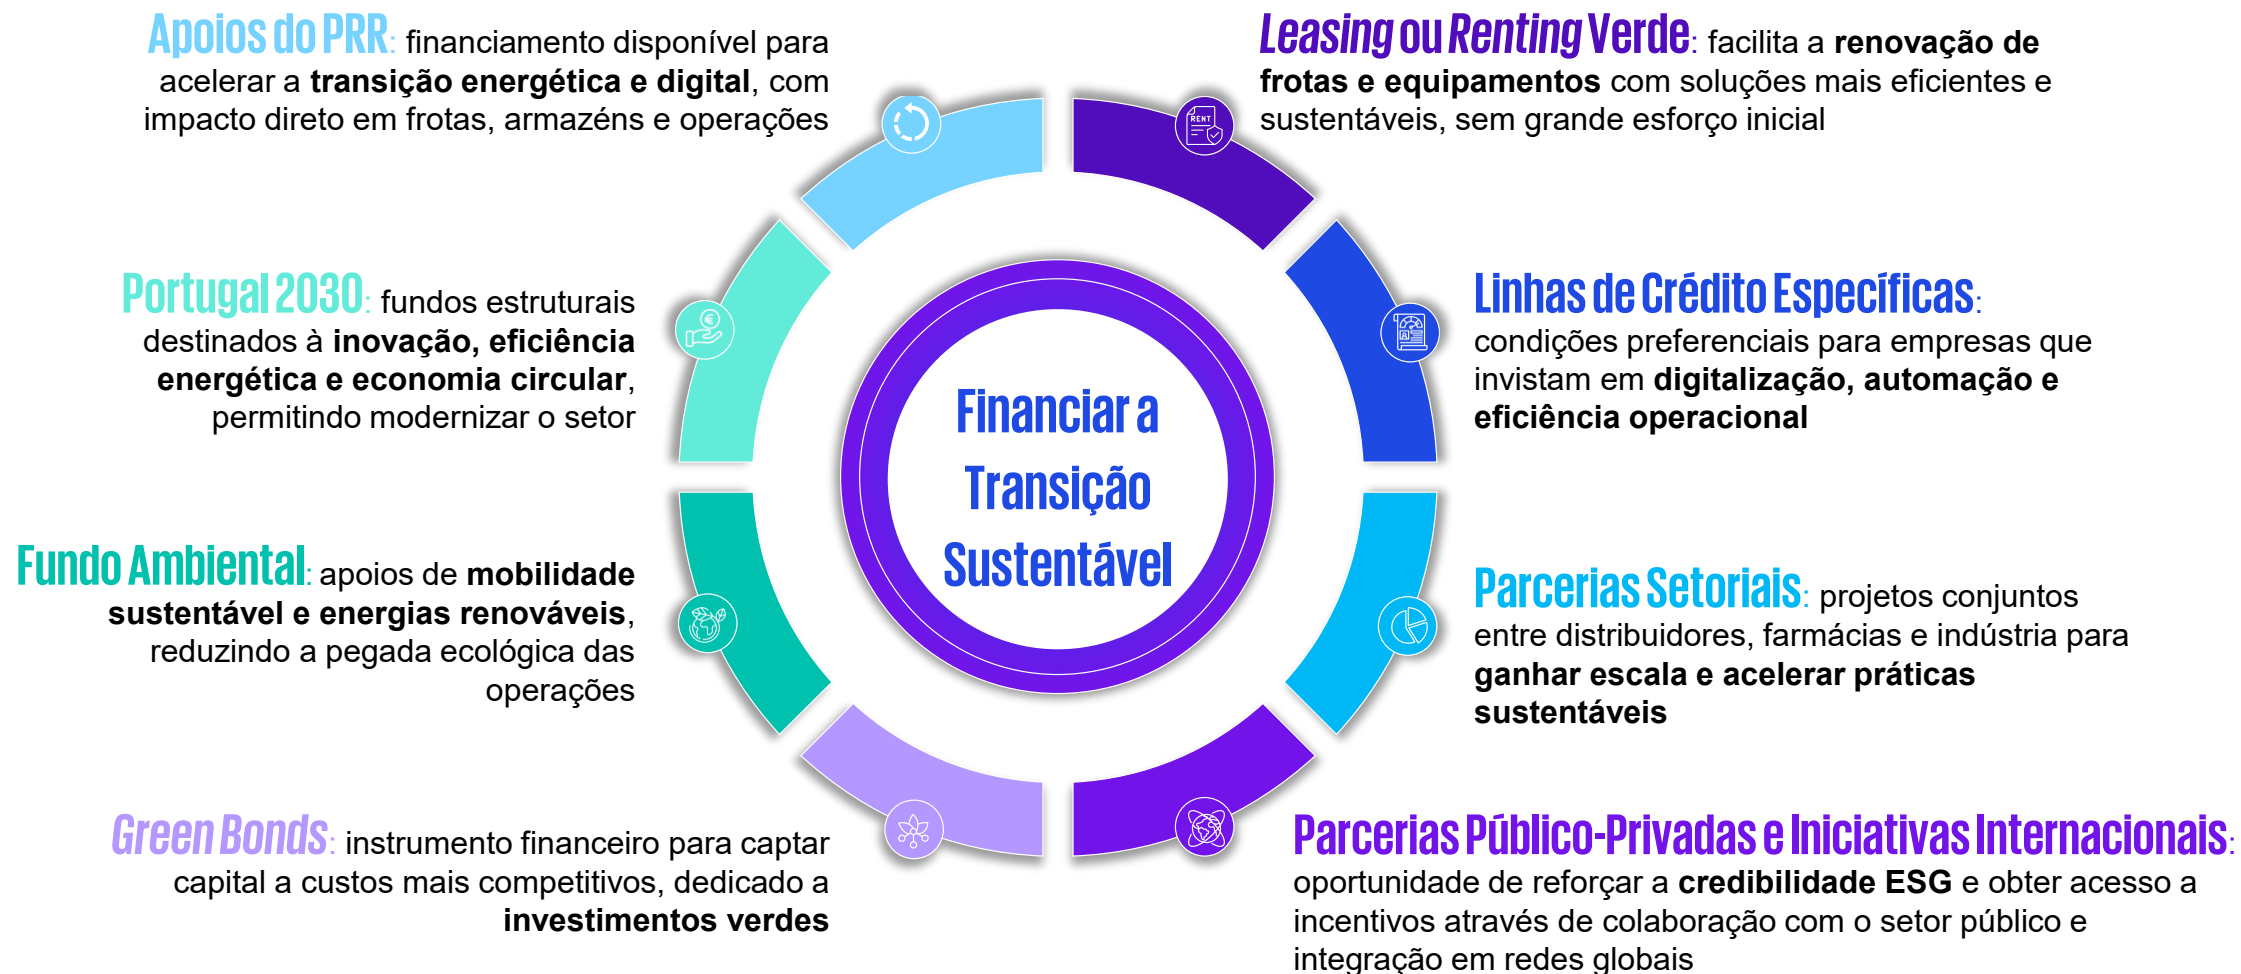 Apoios do PRR: financiamento disponível para
acelerar a transição energética e digital, com
impacto direto em frotas, armazéns e operações
Leasing ou Renting Verde: facilita a renovação de
frotas e equipamentos com soluções mais eficientes e
sustentáveis, sem grande esforço inicial
RENT
Portugal 2030: fundos estruturais
destinados à inovação, eficiência
energética e economia circular,
permitindo modernizar o setor
€
Linhas de Crédito Específicas:
condições preferenciais para empresas que
invistam em digitalização, automação e
eficiência operacional
A
Financiar a
Transição
Sustentável
Fundo Ambiental: apoios de mobilidade
sustentável e energias renováveis,
reduzindo a pegada ecológica das
operações
Parcerias Setoriais: projetos conjuntos
entre distribuidores, farmácias e indústria para
ganhar escala e acelerar práticas
sustentáveis
Green Bonds: instrumento financeiro para captar
capital a custos mais competitivos, dedicado a
investimentos verdes
Parcerias Público-Privadas e Iniciativas Internacionais:
oportunidade de reforçar a credibilidade ESG e obter acesso a
incentivos através de colaboração com o setor público e
integração em redes globais